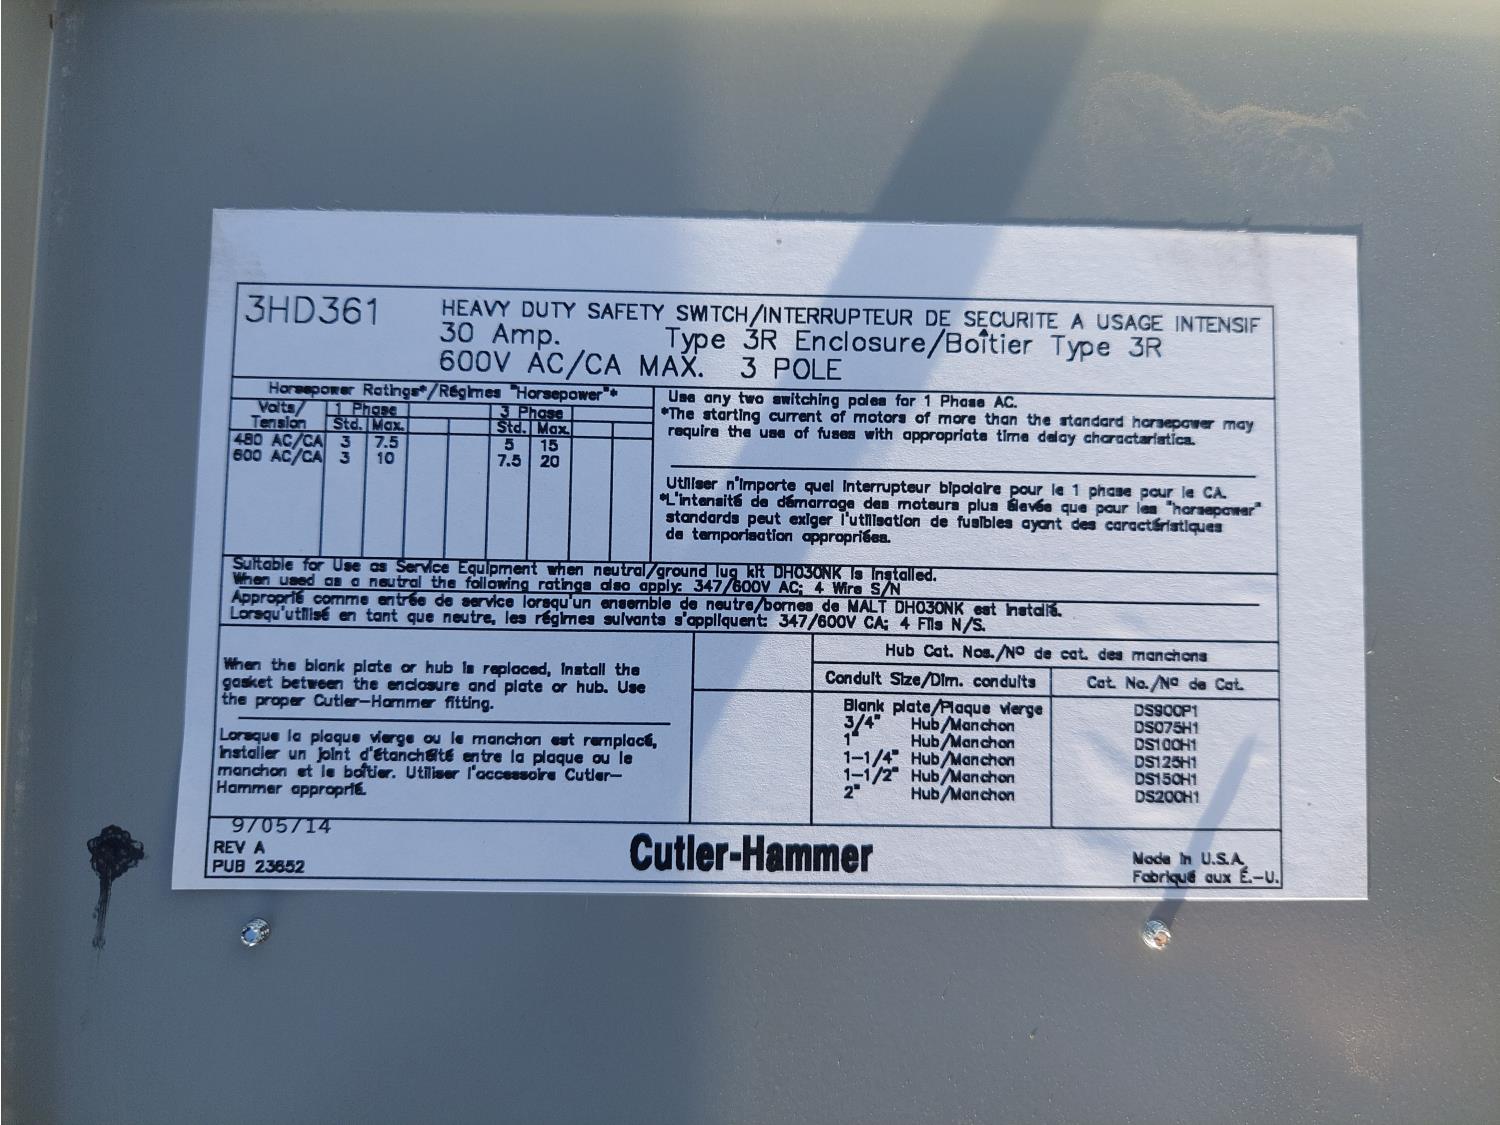 3HD361
HEAVY DUTY SAFETY SWITCH/INTERRUPTEUR DE SECURITE A USAGE INTENSIF
30 Amp. Type 3R Enclosure/Boîtier Type 3R
600V AC/CA MAX. 3 POLE
Horsepower Ratings*/Régimes "Horsepower"*
Volts/ 1 Phase 3 Phase
Tension Std. Max. Std. Max.
480 AC/CA 3 7.5 5 15
600 AC/CA 3 10 7.5 20
Use any two switching poles for 1 Phase AC.
*The starting current of motors of more than the standard horsepower may
require the use of fuses with appropriate time delay characteristics.
Utiliser n'importe quel interrupteur bipolaire pour le 1 phase pour le CA.
*L'intensité de démarrage des moteurs plus élevée que pour les "horsepower"
standards peut exiger l'utilisation de fusibles ayant des caractéristiques
de temporisation appropriées.
Suitable for Use as Service Equipment when neutral/ground lug kit DH030NK is installed.
When used as a neutral the following ratings also apply: 347/600V AC; 4 Wire S/N
Approprié comme entrée de service lorsqu'un ensemble de neutre/bornes de MALT DH030NK est installé.
Lorsqu'utilisé en tant que neutre, les régimes suivants s'appliquent: 347/600V CA; 4 Fils N/S.
When the blank plate or hub is replaced, install the
gasket between the enclosure and plate or hub. Use
the proper Cutler-Hammer fitting.
Lorsque la plaque vierge ou le manchon est remplacé,
installer un joint d'étanchéité entre la plaque ou le
manchon et le boîtier. Utiliser l'accessoire Cutler-
Hammer approprié.
Hub Cat. Nos./Nº de cat. des manchons
Conduit Size/Dim. conduits Cat. No./Nº de Cat.
Blank plate/Plaque vierge DS900P1
3/4" Hub/Manchon DS075H1
1" Hub/Manchon DS100H1
1-1/4" Hub/Manchon DS125H1
1-1/2" Hub/Manchon DS150H1
2" Hub/Manchon DS200H1
9/05/14
REV A
PUB 23652
Cutler-Hammer
Made in U.S.A.
Fabriqué aux É.-U.